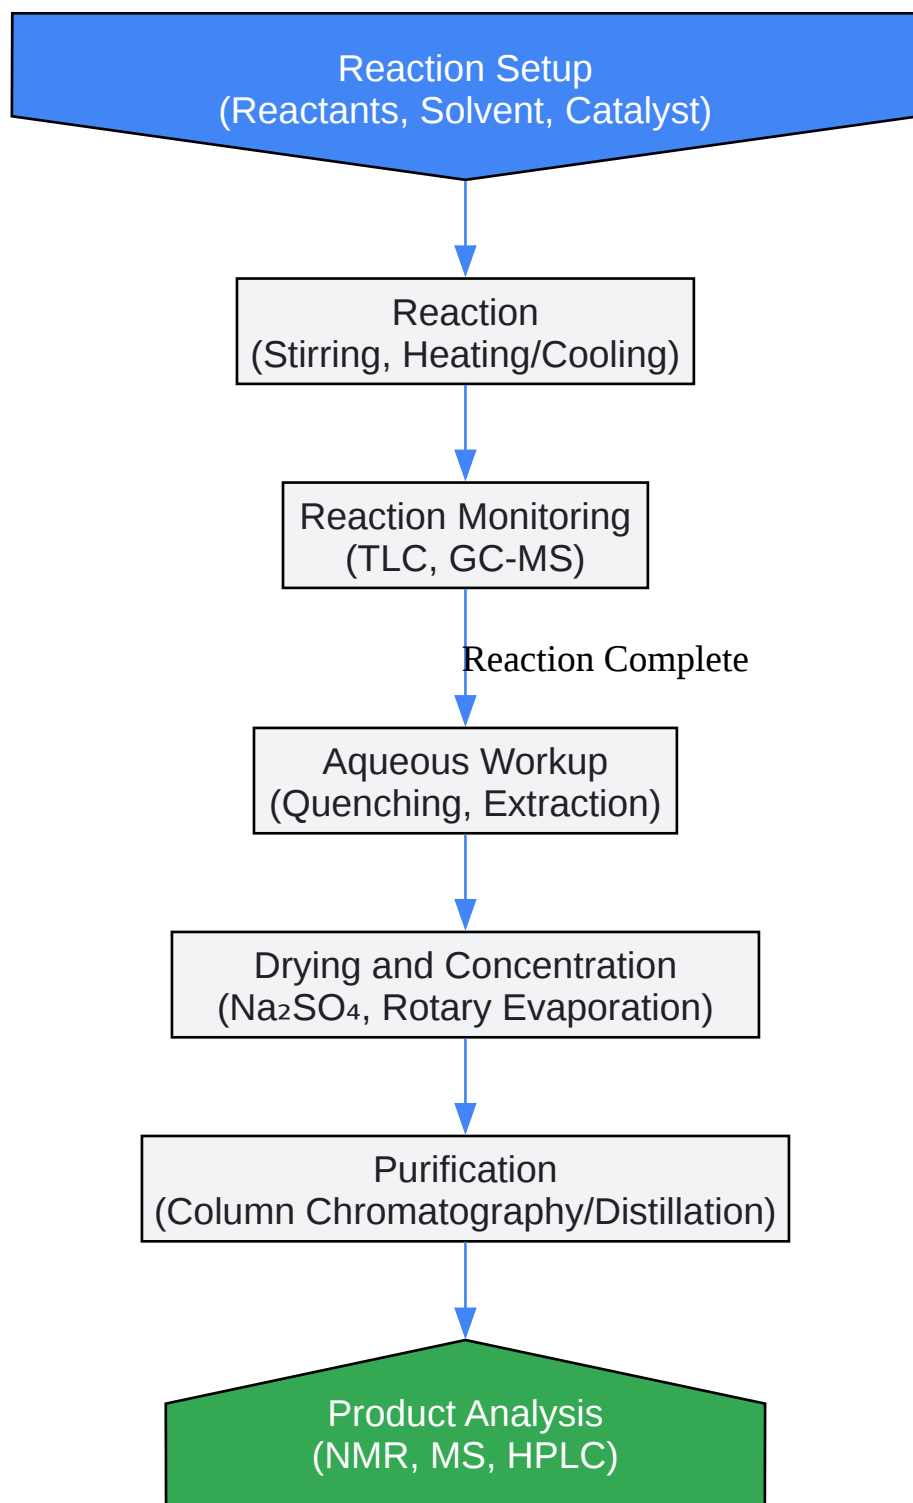 Reaction Setup
(Reactants, Solvent, Catalyst)
Reaction
(Stirring, Heating/Cooling)
Reaction Monitoring
(TLC, GC-MS)
Reaction Complete
Aqueous Workup
(Quenching, Extraction)
Drying and Concentration
(Na₂SO₄, Rotary Evaporation)
Purification
(Column Chromatography/Distillation)
Product Analysis
(NMR, MS, HPLC)